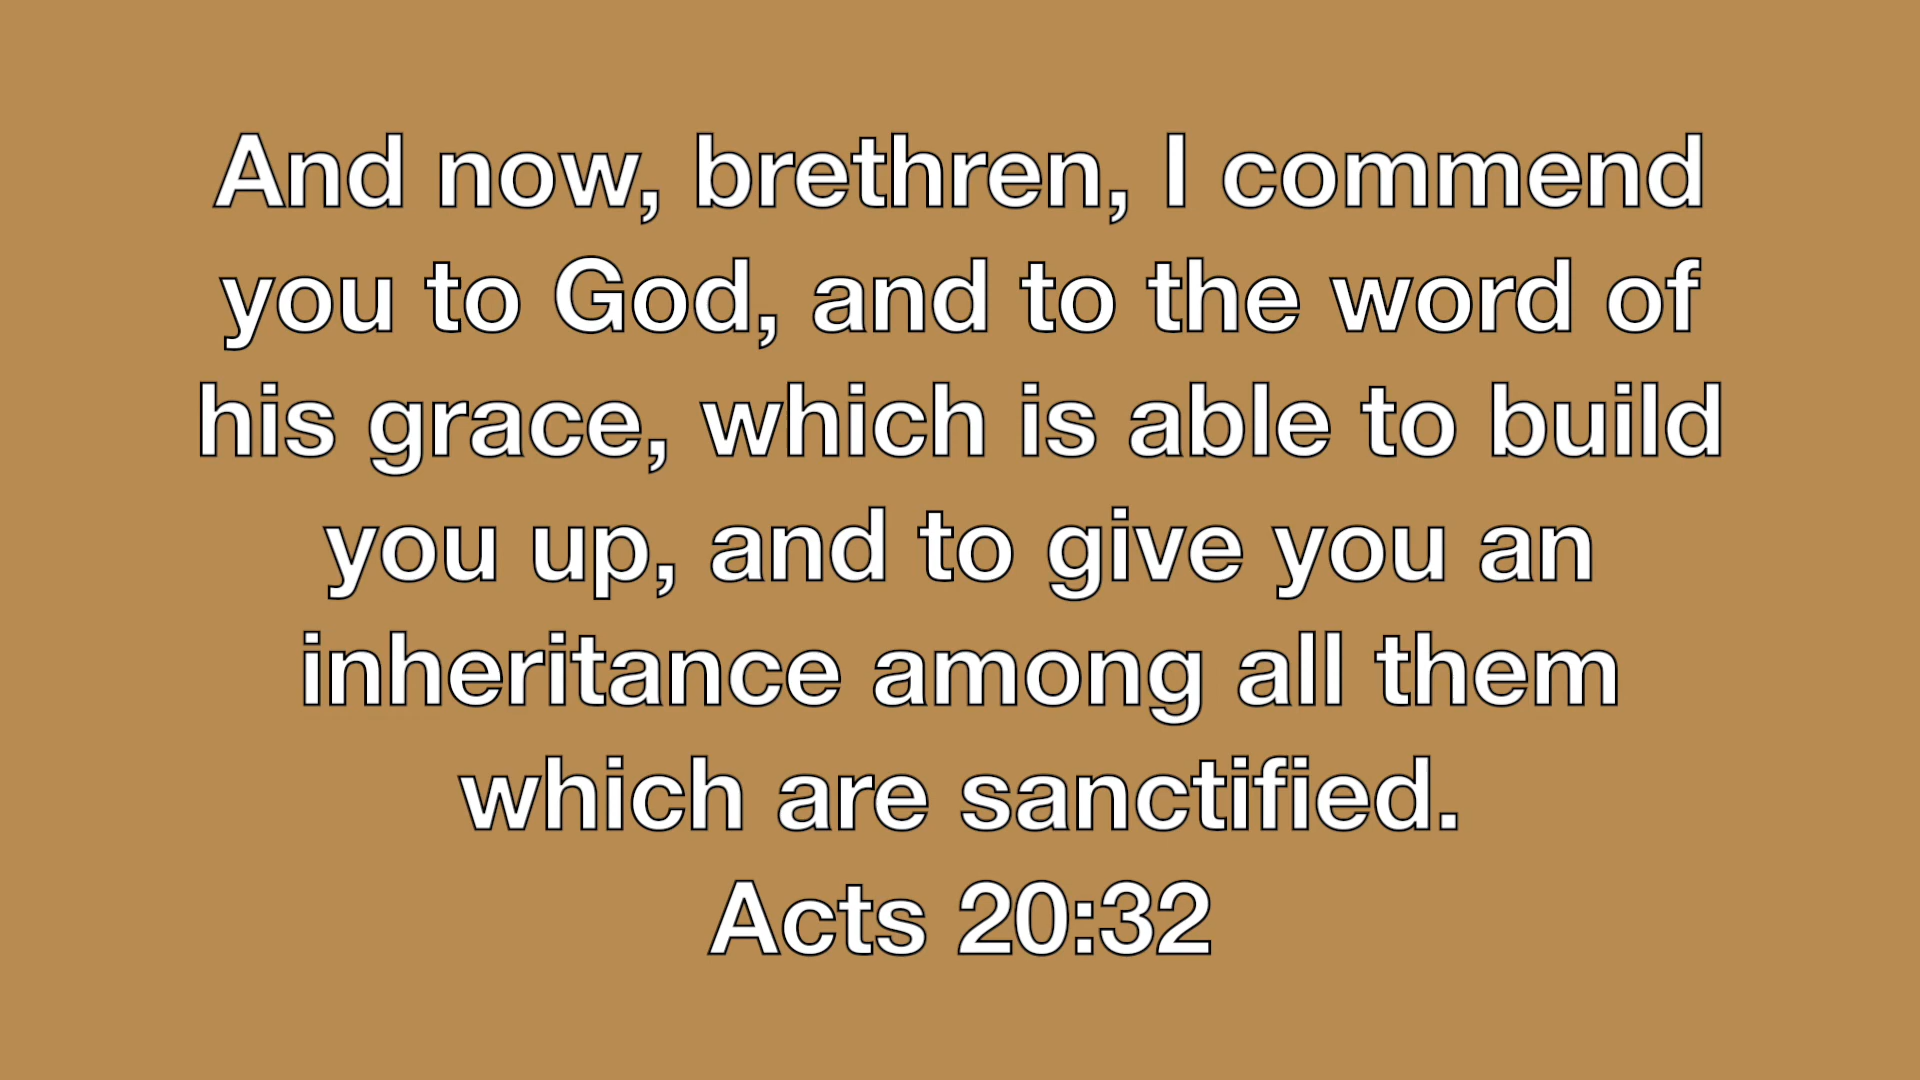 And now, brethren, I commend
you to God, and to the word of
his grace, which is able to build
you up, and to give you an
inheritance among all them
which are sanctified.
Acts 20:32